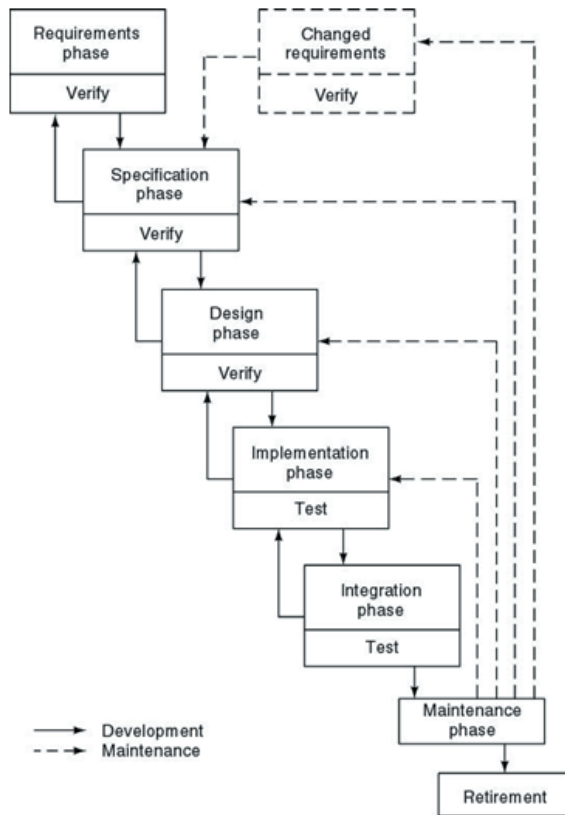 Requirements
phase
Verify
Changed
requirements
Verify
Specification
phase
Verify
Design
phase
Verify
Implementation
phase
Test
Integration
phase
Test
Maintenance
phase
Development
Maintenance
Retirement